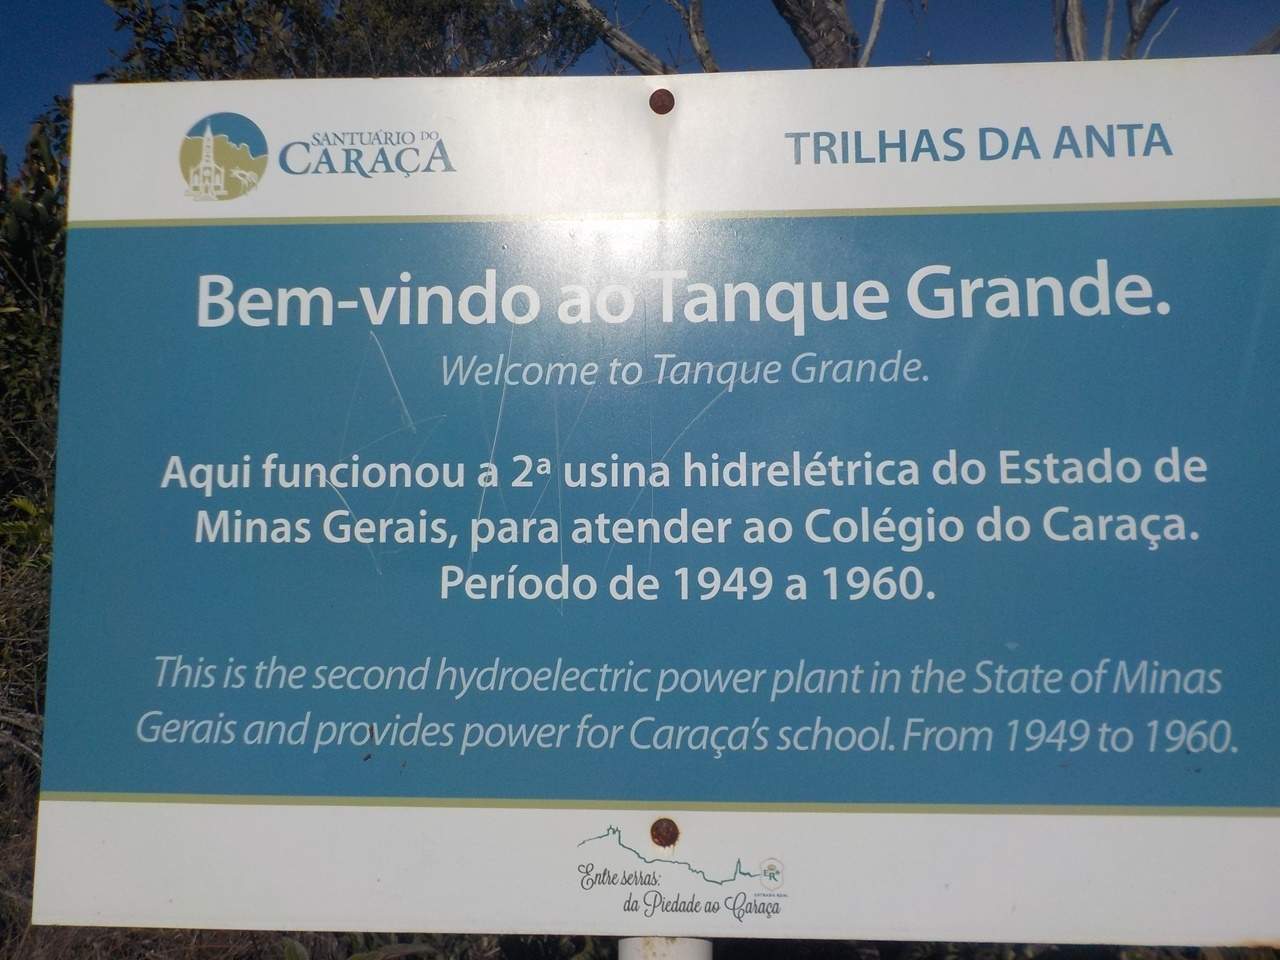 SANTUÁRIO DO
CARAÇA
TRILHAS DA ANTA
Bem-vindo ao Tanque Grande.
Welcome to Tanque Grande.
Aqui funcionou a 2ª usina hidrelétrica do Estado de
Minas Gerais, para atender ao Colégio do Caraça.
Período de 1949 a 1960.
This is the second hydroelectric power plant in the State of Minas
Gerais and provides power for Caraça's school. From 1949 to 1960.
Entre serras:
da Piedade ao Caraça
ER
ESTRADA REAL